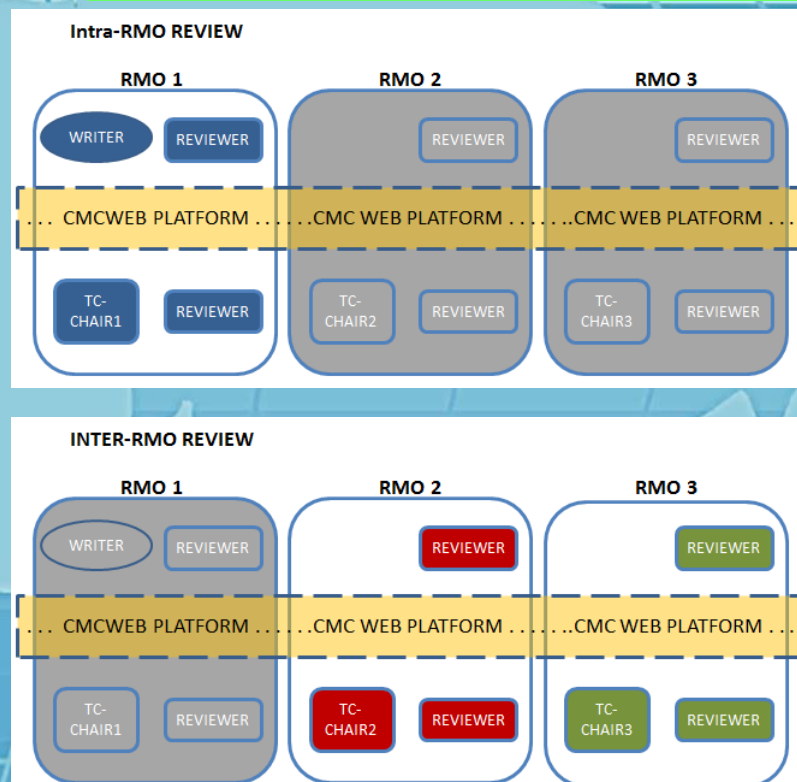 Intra-RMO REVIEW
RMO 1 RMO 2 RMO 3
WRITER REVIEWER REVIEWER REVIEWER
... CMCWEB PLATFORM ......CMC WEB PLATFORM ... ...CMC WEB PLATFORM ...
TC-
CHAIR1 REVIEWER TC-
CHAIR2 REVIEWER TC-
CHAIR3 REVIEWER
INTER-RMO REVIEW
RMO 1 RMO 2 RMO 3
WRITER REVIEWER REVIEWER REVIEWER
... CMCWEB PLATFORM ......CMC WEB PLATFORM ... ...CMC WEB PLATFORM ...
TC-
CHAIR1 REVIEWER TC-
CHAIR2 REVIEWER TC-
CHAIR3 REVIEWER